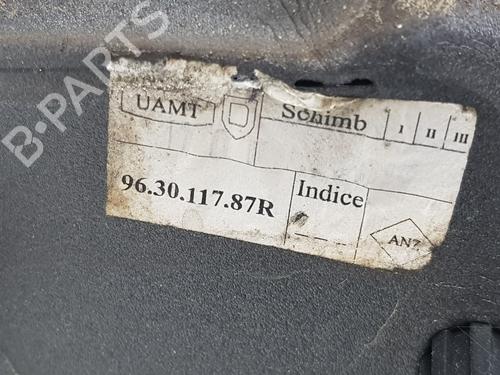 UAMT D Schimb I II III
96.30.117.87R Indice
AN7
B-PARTS